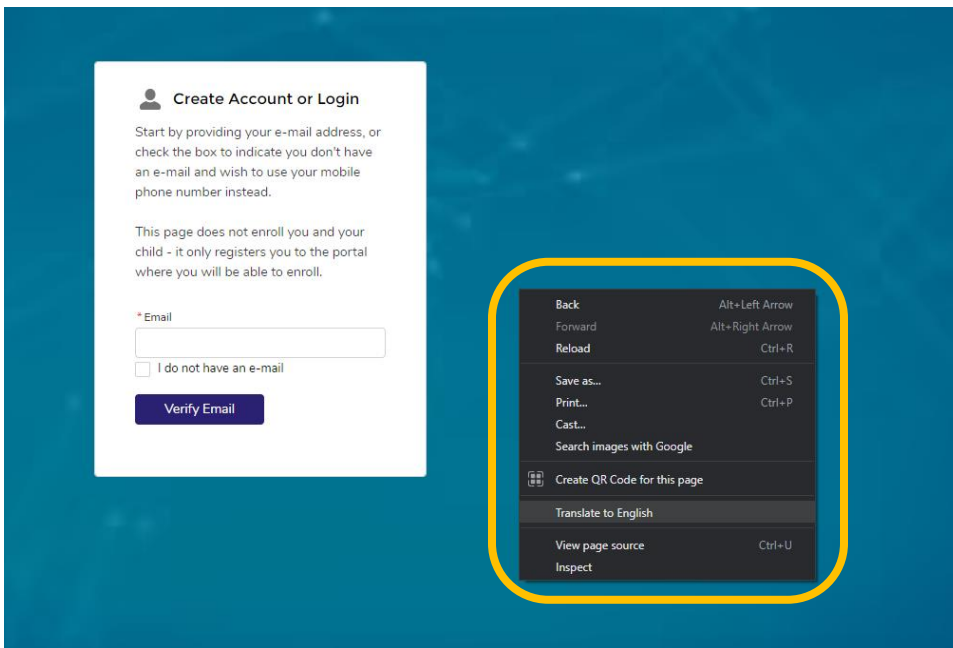 Create Account or Login
Start by providing your e-mail address, or
check the box to indicate you don't have
an e-mail and wish to use your mobile
phone number instead.
This page does not enroll you and your
child - it only registers you to the portal
where you will be able to enroll.
* Email
I do not have an e-mail
Verify Email
Back Alt+Left Arrow
Forward Alt+Right Arrow
Reload Ctrl+R
Save as... Ctrl+S
Print... Ctrl+P
Cast...
Search images with Google
Create QR Code for this page
Translate to English
View page source Ctrl+U
Inspect